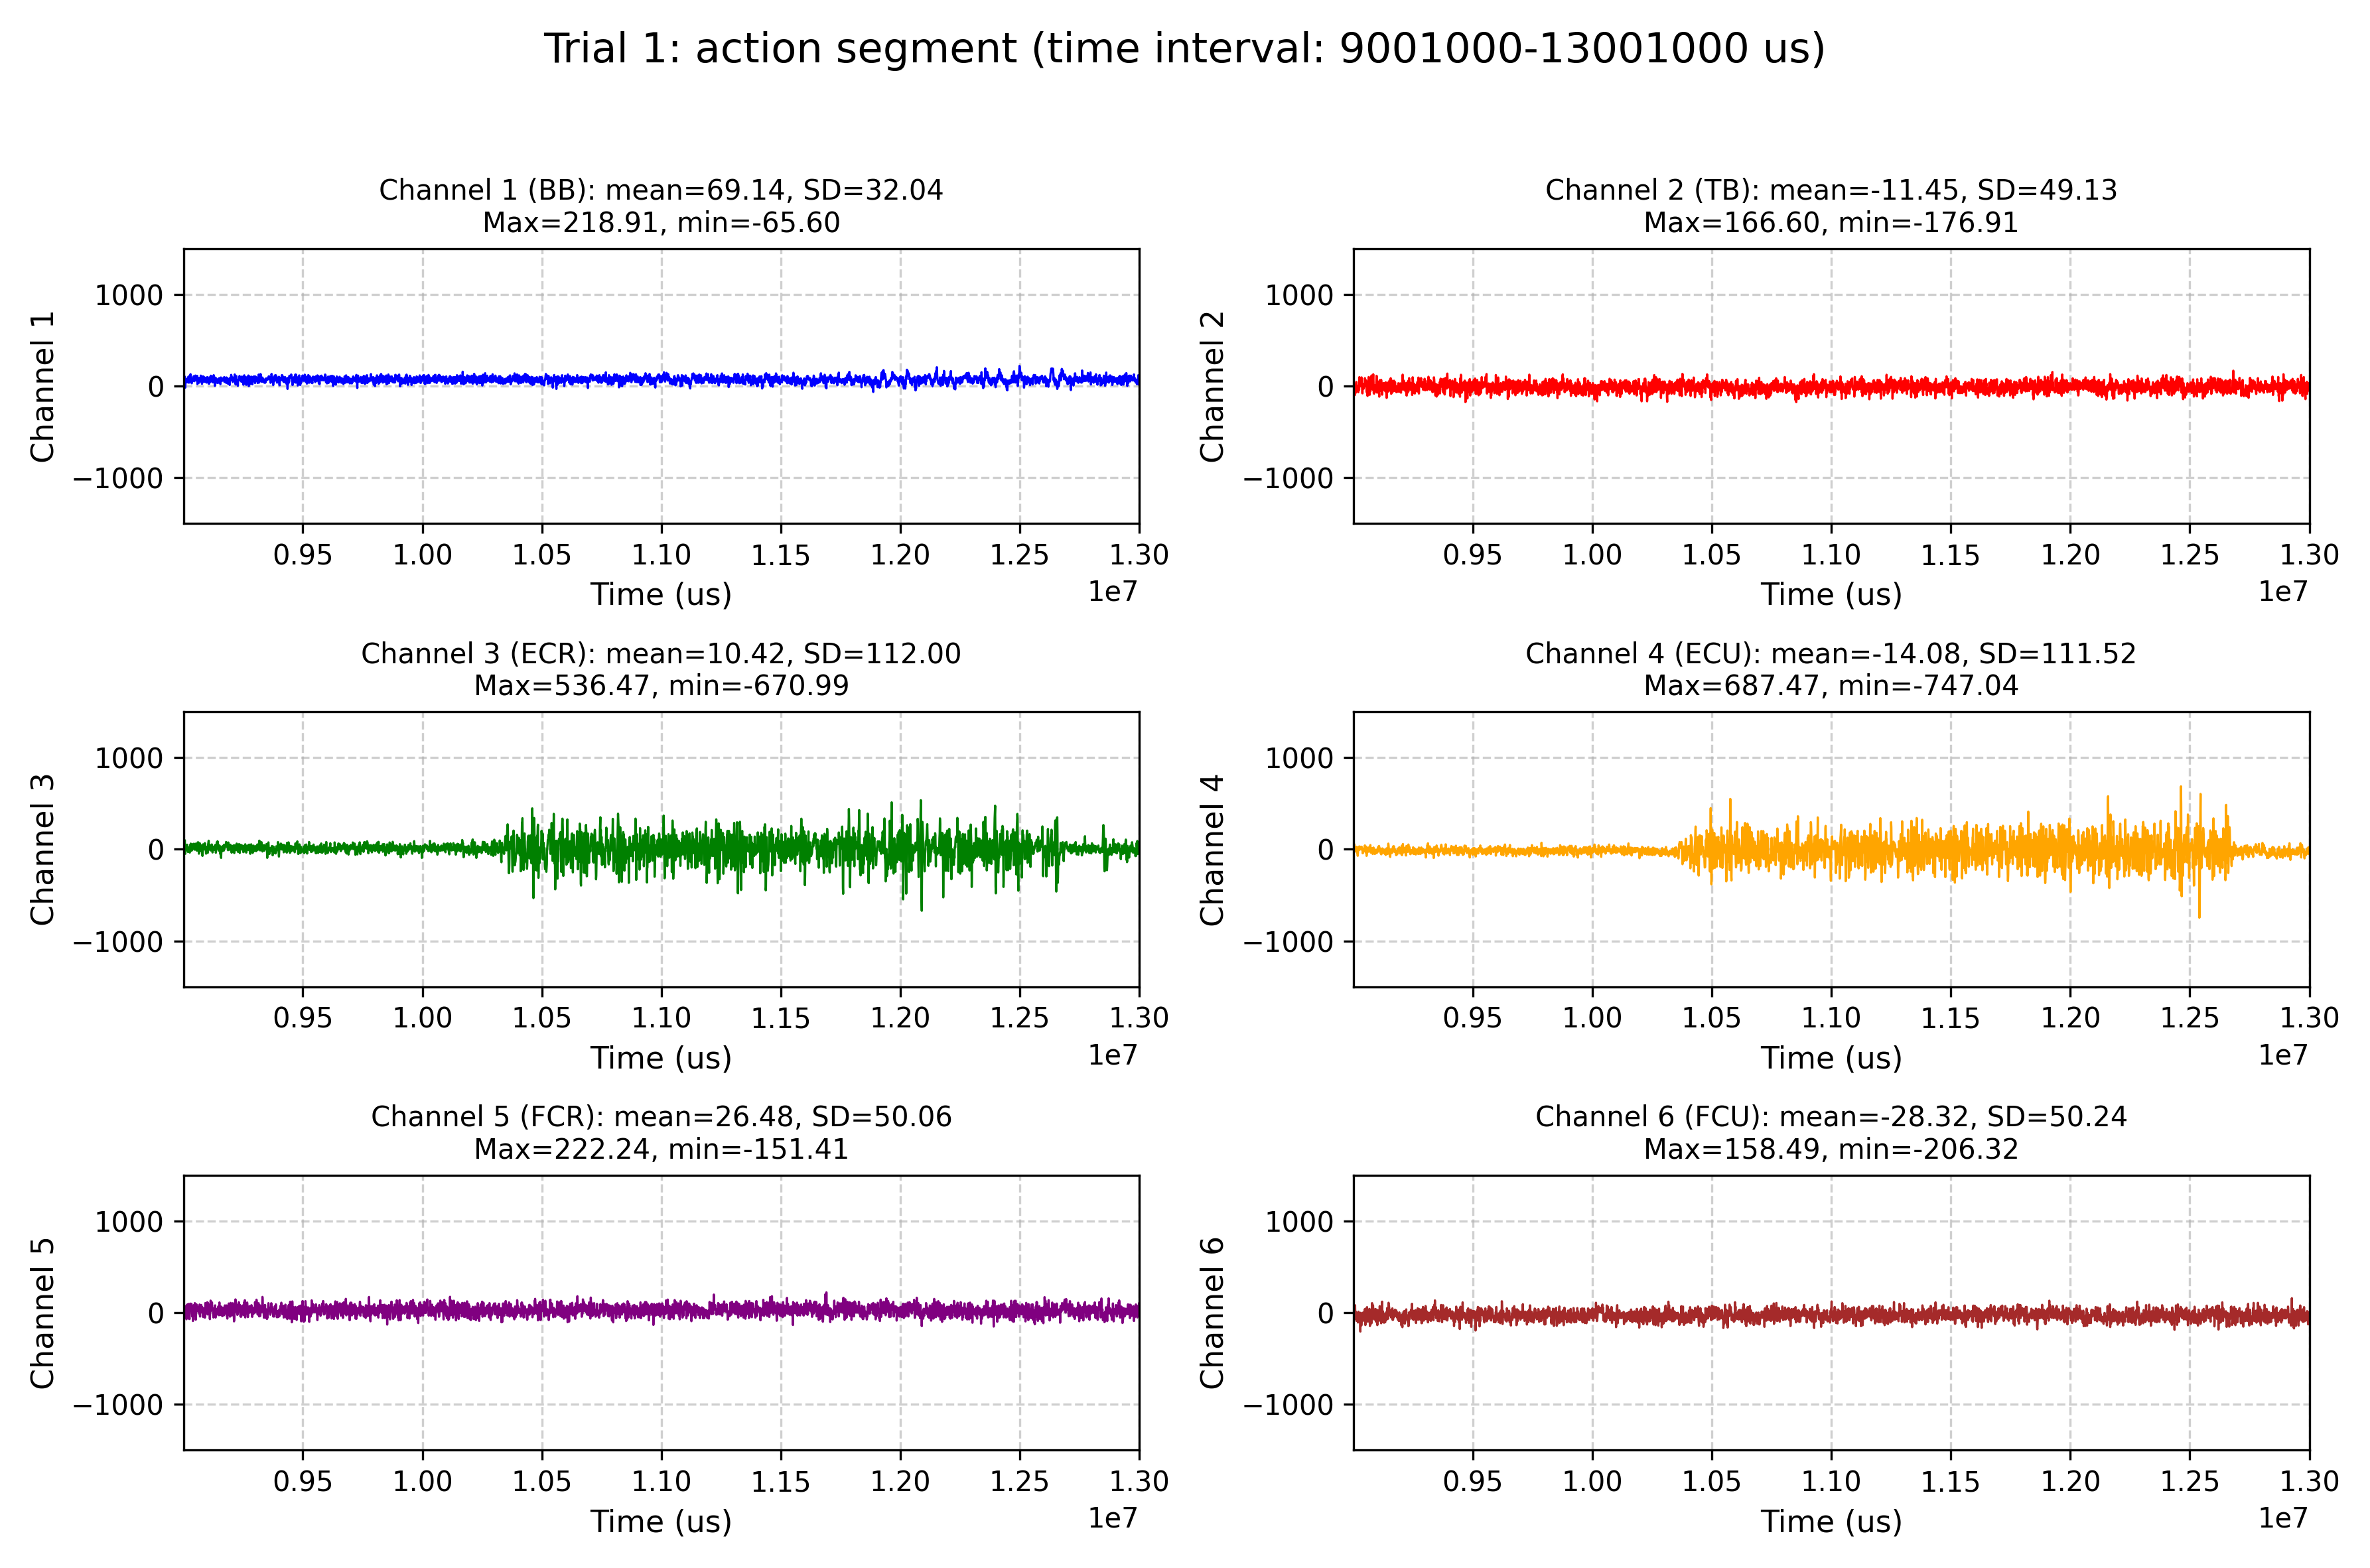 Trial 1: action segment (time interval: 9001000-13001000 us)
Channel 1 (BB): mean=69.14, SD=32.04
Max=218.91, min=-65.60
Channel 1
1000
0
−1000
0.95 1.00 1.05 1.10 1.15 1.20 1.25 1.30
Time (us)
1e7
Channel 2 (TB): mean=-11.45, SD=49.13
Max=166.60, min=-176.91
Channel 2
1000
0
−1000
0.95 1.00 1.05 1.10 1.15 1.20 1.25 1.30
Time (us)
1e7
Channel 3 (ECR): mean=10.42, SD=112.00
Max=536.47, min=-670.99
Channel 3
1000
0
−1000
0.95 1.00 1.05 1.10 1.15 1.20 1.25 1.30
Time (us)
1e7
Channel 4 (ECU): mean=-14.08, SD=111.52
Max=687.47, min=-747.04
Channel 4
1000
0
−1000
0.95 1.00 1.05 1.10 1.15 1.20 1.25 1.30
Time (us)
1e7
Channel 5 (FCR): mean=26.48, SD=50.06
Max=222.24, min=-151.41
Channel 5
1000
0
−1000
0.95 1.00 1.05 1.10 1.15 1.20 1.25 1.30
Time (us)
1e7
Channel 6 (FCU): mean=-28.32, SD=50.24
Max=158.49, min=-206.32
Channel 6
1000
0
−1000
0.95 1.00 1.05 1.10 1.15 1.20 1.25 1.30
Time (us)
1e7